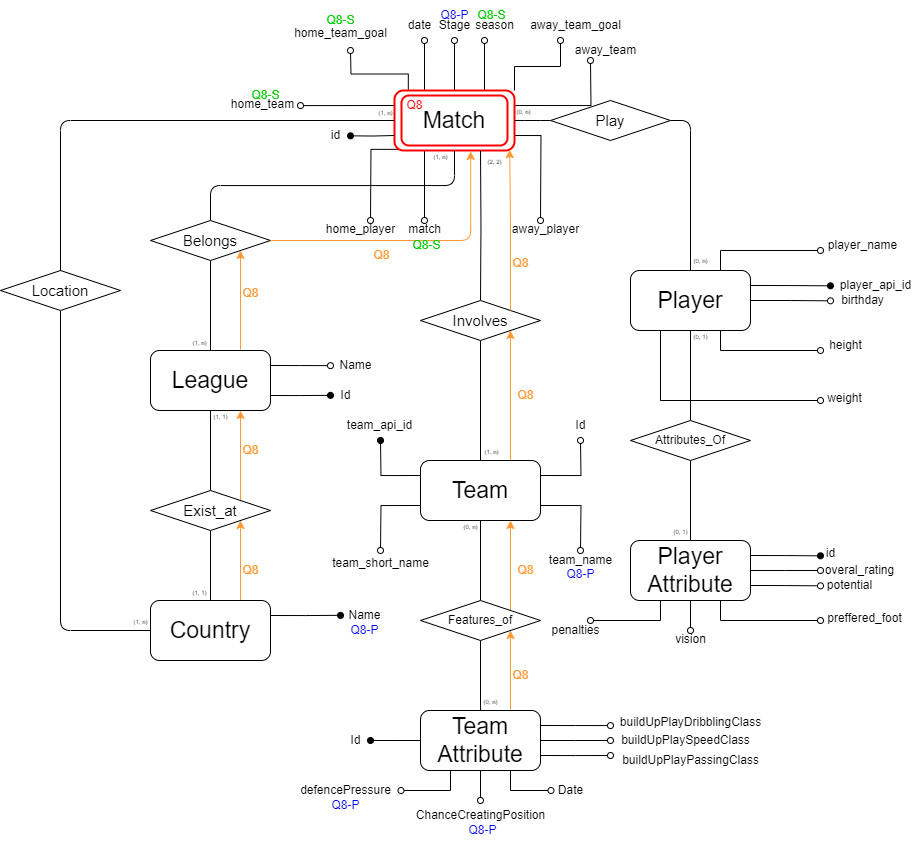 Q8-S
home_team_goal
date
Q8-P
Stage
Q8-S
season
away_team_goal
away_team
Q8-S
home_team
Q8
Match
(1, n)
(0, n)
Play
id
(1, n)
(2, 2)
home_player
match
Q8-S
away_player
Belongs
Q8
Q8
Location
Q8
Involves
player_name
(0, n)
Player
player_api_id
birthday
(0, 1)
height
weight
(1, n)
League
Name
Id
(1, 1)
Q8
Q8
team_api_id
Id
Attributes_Of
(1, n)
Team
(0, n)
Exist_at
team_short_name
team_name
Q8-P
Q8
Q8
(0, 1)
Player
Attribute
id
overal_rating
potential
penalties
vision
preffered_foot
(1, 1)
(1, n)
Country
Name
Q8-P
Features_of
Q8
(0, n)
Team
Attribute
Id
buildUpPlayDribblingClass
buildUpPlaySpeedClass
buildUpPlayPassingClass
defencePressure
Q8-P
Date
ChanceCreatingPosition
Q8-P